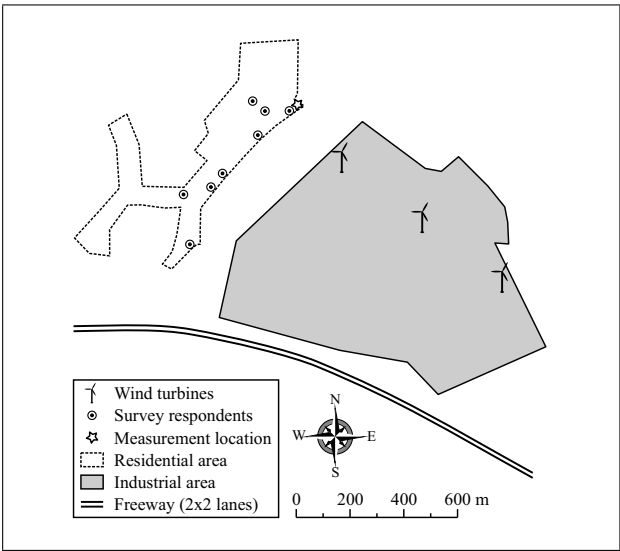 Wind turbines
Survey respondents
Measurement location
Residential area
Industrial area
Freeway (2x2 lanes)
N
W E
S
0 200 400 600 m